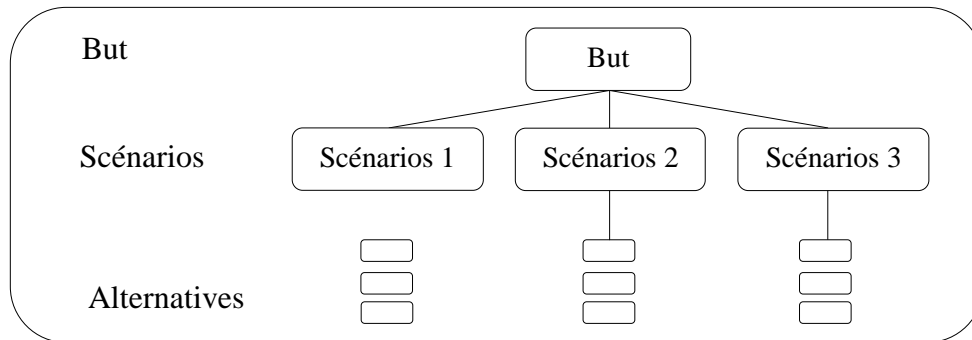 But
But
Scénarios
Scénarios 1
Scénarios 2
Scénarios 3
Alternatives